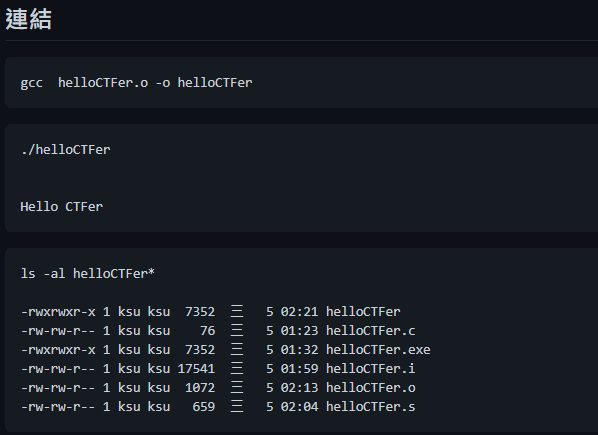 連結
gcc  helloCTFer.o -o helloCTFer
./helloCTFer
Hello CTFer
ls -al helloCTFer*
-rwxrwxr-x 1 ksu ksu  7352  三   5 02:21 helloCTFer
-rw-rw-r-- 1 ksu ksu    76  三   5 01:23 helloCTFer.c
-rwxrwxr-x 1 ksu ksu  7352  三   5 01:32 helloCTFer.exe
-rw-rw-r-- 1 ksu ksu 17541  三   5 01:59 helloCTFer.i
-rw-rw-r-- 1 ksu ksu  1072  三   5 02:13 helloCTFer.o
-rw-rw-r-- 1 ksu ksu   659  三   5 02:04 helloCTFer.s